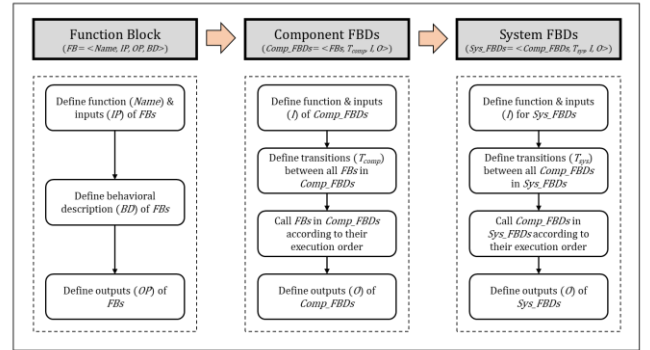 Function Block
(FB = <Name, IP, OP, BD>)
Define function (Name) &
inputs (IP) of FBs
Define behavioral
description (BD) of FBs
Define outputs (OP) of
FBs
Component FBDs
(Comp_FBDs = <FBs, Tcomp, I, O>)
Define function & inputs
(I) of Comp_FBDs
Define transitions (Tcomp)
between all FBs in
Comp_FBDs
Call FBs in Comp_FBDs
according to their
execution order
Define outputs (O) of
Comp_FBDs
System FBDs
(Sys_FBDs = <Comp_FBDs, Tsys, I, O>)
Define function & inputs
(I) for Sys_FBDs
Define transitions (Tsys)
between all Comp_FBDs
in Sys_FBDs
Call Comp_FBDs in
Sys_FBDs according to
their execution order
Define outputs (O) of
Sys_FBDs